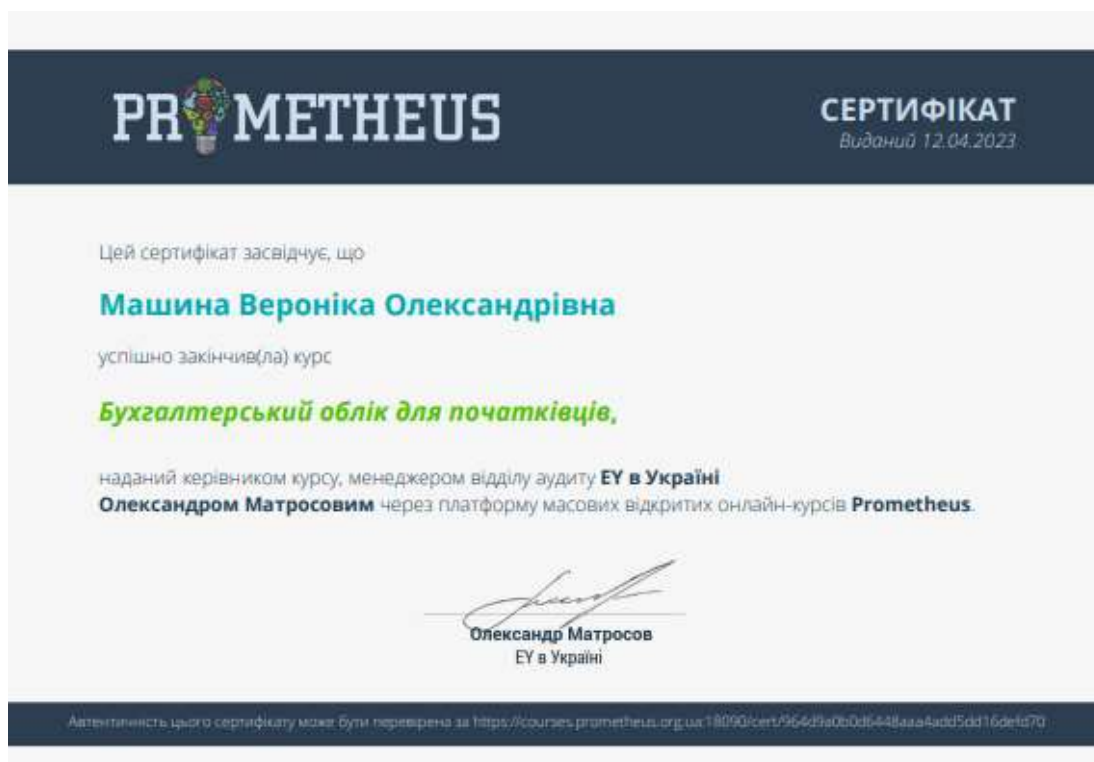 PROMETHEUS
СЕРТИФІКАТ
Виданий 12.04.2023
Цей сертифікат засвідчує, що
Машина Вероніка Олександрівна
успішно закінчив(ла) курс
Бухгалтерський облік для початківців,
наданий керівником курсу, менеджером відділу аудиту EY в Україні
Олександром Матросовим через платформу масових відкритих онлайн-курсів Prometheus.
Олександр Матросов
EY в Україні
Автентичність цього сертифікату може бути перевірена за https://courses.prometheus.org.ua:18090/cert/964d9a0b0d6448aaa4add5dd16defd70